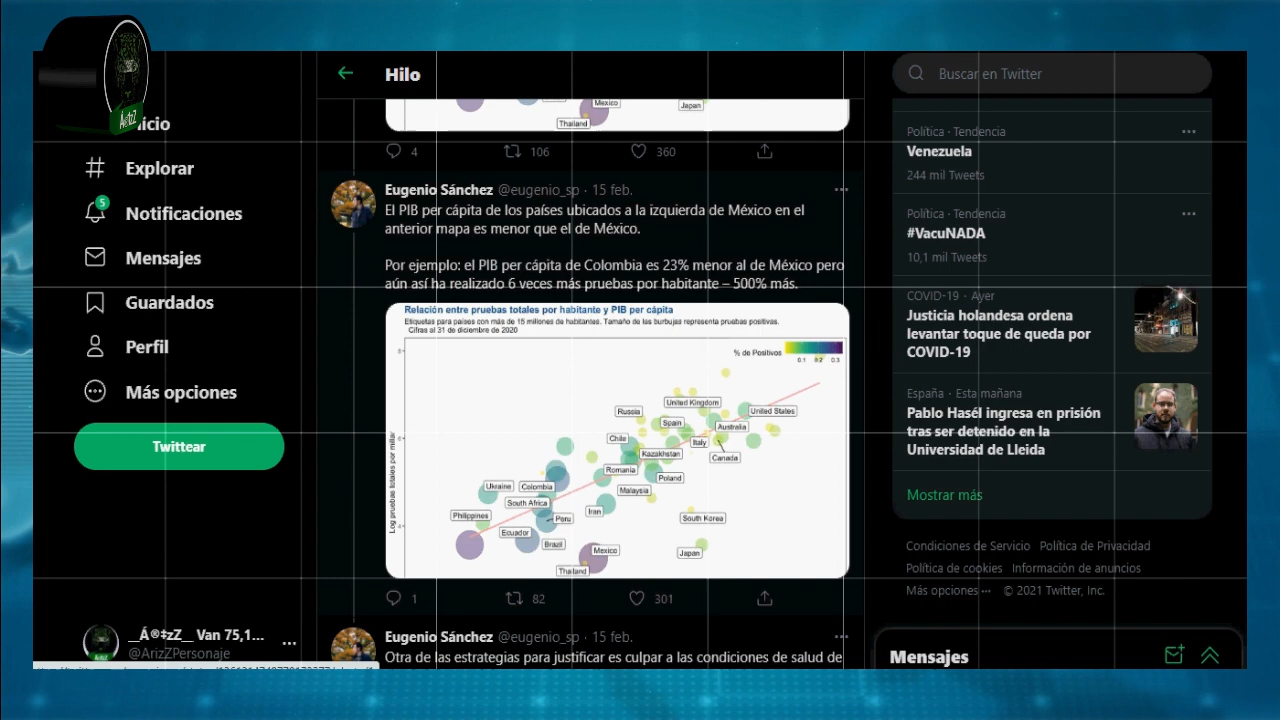 ArizZ
icio
Explorar
5
Notificaciones
Mensajes
Guardados
Perfil
Más opciones
Twittear
__Á®‡zZ__ Van 75,1...
@ArizZPersonaje
Hilo
Mexico
Japan
Thailand
4
106
360
Eugenio Sánchez @eugenio_sp · 15 feb.
El PIB per cápita de los países ubicados a la izquierda de México en el
anterior mapa es menor que el de México.
Por ejemplo: el PIB per cápita de Colombia es 23% menor al de México pero
aún así ha realizado 6 veces más pruebas por habitante – 500% más.
Relación entre pruebas totales por habitante y PIB per cápita
Etiquetas para países con más de 15 millones de habitantes. Tamaño de las burbujas representa pruebas positivas.
Cifras al 31 de diciembre de 2020
% de Positivos
0.1 0.2 0.3
8
6
4
Log pruebas totales por millar
United Kingdom
Russia
United States
Spain
Australia
Chile
Italy
Kazakhstan
Canada
Romania
Poland
Ukraine
Colombia
Malaysia
South Africa
Iran
Philippines
Peru
South Korea
Ecuador
Brazil
Mexico
Japan
Thailand
1
82
301
Eugenio Sánchez @eugenio_sp · 15 feb.
Otra de las estrategias para justificar es culpar a las condiciones de salud de
Buscar en Twitter
Política · Tendencia
Venezuela
244 mil Tweets
Política · Tendencia
#VacuNADA
10,1 mil Tweets
COVID-19 · Ayer
Justicia holandesa ordena
levantar toque de queda por
COVID-19
España · Esta mañana
Pablo Hasél ingresa en prisión
tras ser detenido en la
Universidad de Lleida
Mostrar más
Condiciones de Servicio Política de Privacidad
Política de cookies Información de anuncios
Más opciones ··· © 2021 Twitter, Inc.
Mensajes